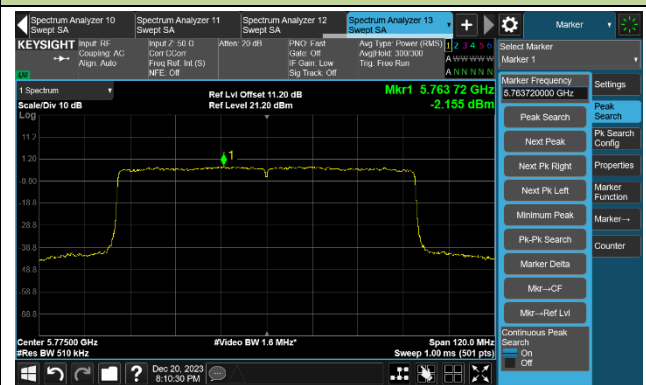 Spectrum Analyzer 10
Swept SA
Spectrum Analyzer 11
Swept SA
Spectrum Analyzer 12
Swept SA
Spectrum Analyzer 13
Swept SA
Marker
KEYSIGHT
Input: RF
Coupling: AC
Align: Auto
Input Z: 50 Ω
Corr CCorr
Freq Ref: Int (S)
NFE: Off
Atten: 20 dB
PNO: Fast
Gate: Off
IF Gain: Low
Sig Track: Off
Avg Type: Power (RMS)
Avg|Hold: 300/300
Trig: Free Run
1 2 3 4 5 6
A W W W W W
A N N N N N
LVI
Select Marker
Marker 1
1 Spectrum
Scale/Div 10 dB
Log
Ref Lvl Offset 11.20 dB
Ref Level 21.20 dBm
Mkr1 5.763 72 GHz
-2.155 dBm
11.2
1.20
-8.80
-18.8
-28.8
-38.8
-48.8
-58.8
-68.8
1
Center 5.77500 GHz
#Res BW 510 kHz
#Video BW 1.6 MHz*
Span 120.0 MHz
Sweep 1.00 ms (501 pts)
Marker Frequency
5.763720000 GHz
Peak Search
Next Peak
Next Pk Right
Next Pk Left
Minimum Peak
Pk-Pk Search
Marker Delta
Mkr→CF
Mkr→Ref Lvl
Continuous Peak
Search
On
Off
Settings
Peak
Search
Pk Search
Config
Properties
Marker
Function
Marker→
Counter
Dec 20, 2023
8:10:30 PM